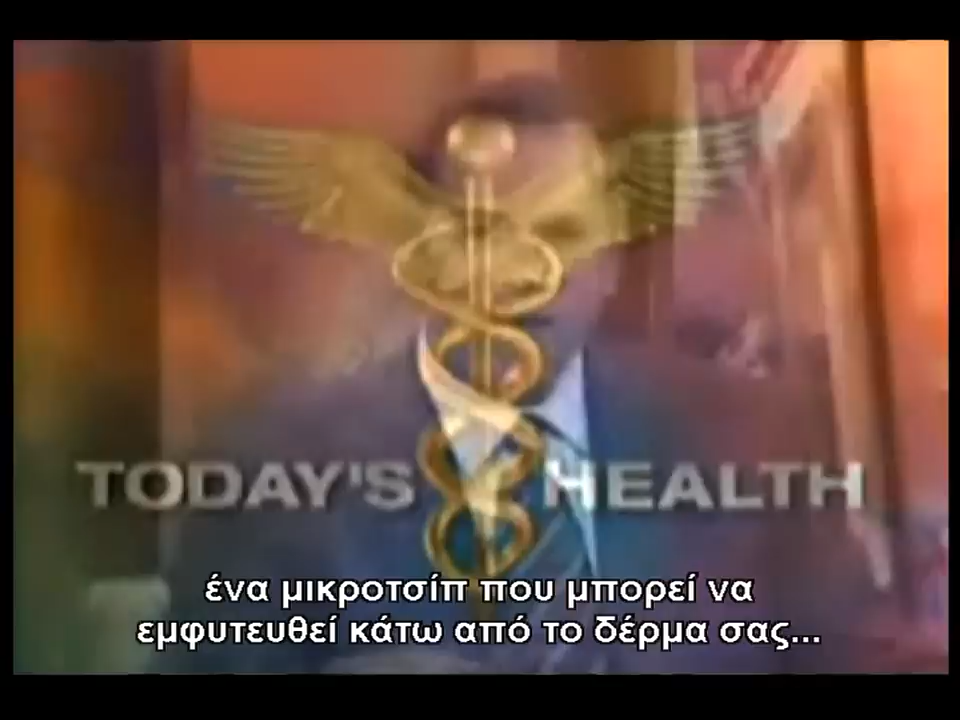 TODAY'S HEALTH
ένα μικροτσίπ που μπορεί να
εμφυτευθεί κάτω από το δέρμα σας...